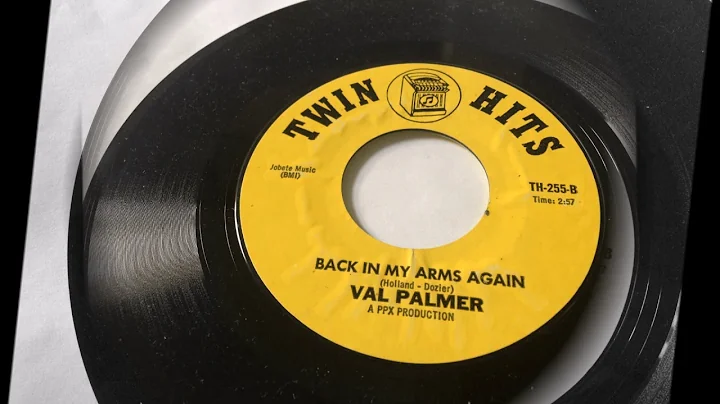 TWIN HITS
Jobete Music
(BMI)
TH-255-B
Time: 2:57
BACK IN MY ARMS AGAIN
(Holland - Dozier)
VAL PALMER
A PPX PRODUCTION